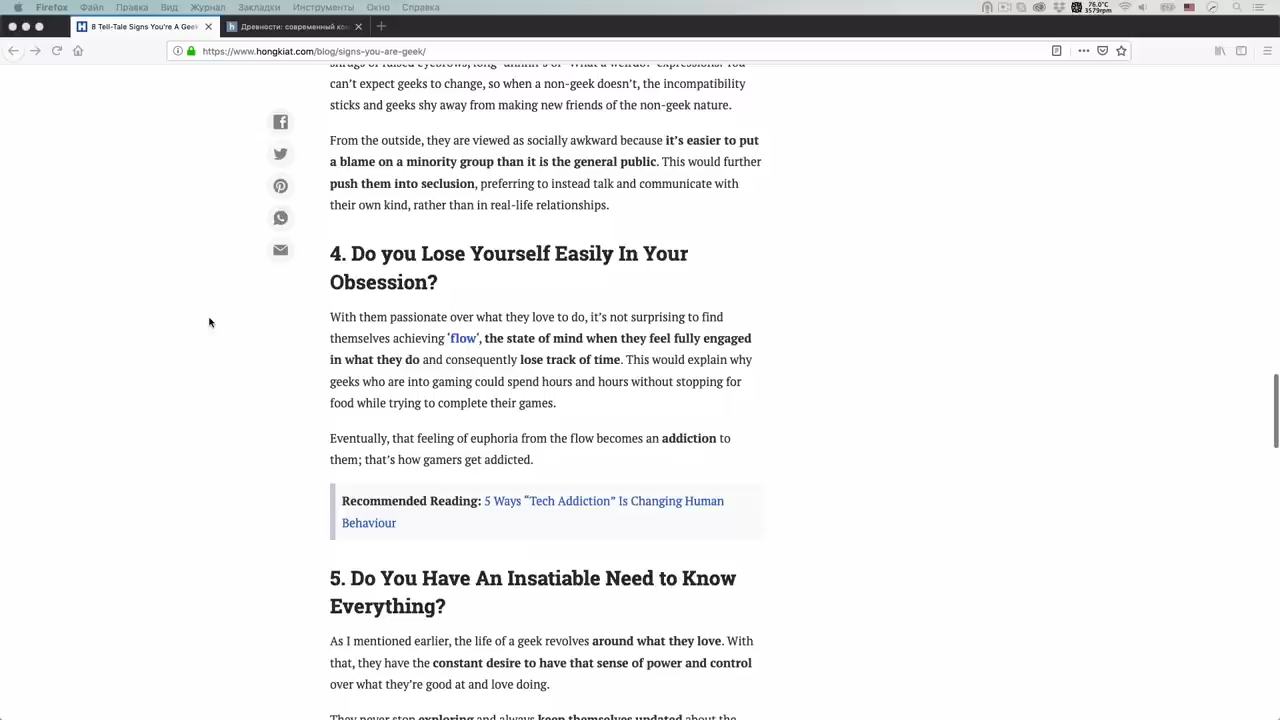 Firefox Файл Правка Вид Журнал Закладки Инструменты Окно Справка
76.0°C
3579rpm
8 Tell-Tale Signs You're A Geek
Древности: современный ком
https://www.hongkiat.com/blog/signs-you-are-geek/
can't expect geeks to change, so when a non-geek doesn't, the incompatibility
sticks and geeks shy away from making new friends of the non-geek nature.
From the outside, they are viewed as socially awkward because it's easier to put
a blame on a minority group than it is the general public. This would further
push them into seclusion, preferring to instead talk and communicate with
their own kind, rather than in real-life relationships.
4. Do you Lose Yourself Easily In Your
Obsession?
With them passionate over what they love to do, it's not surprising to find
themselves achieving 'flow', the state of mind when they feel fully engaged
in what they do and consequently lose track of time. This would explain why
geeks who are into gaming could spend hours and hours without stopping for
food while trying to complete their games.
Eventually, that feeling of euphoria from the flow becomes an addiction to
them; that's how gamers get addicted.
Recommended Reading: 5 Ways “Tech Addiction” Is Changing Human
Behaviour
5. Do You Have An Insatiable Need to Know
Everything?
As I mentioned earlier, the life of a geek revolves around what they love. With
that, they have the constant desire to have that sense of power and control
over what they're good at and love doing.
They never stop exploring and always keep themselves updated about the